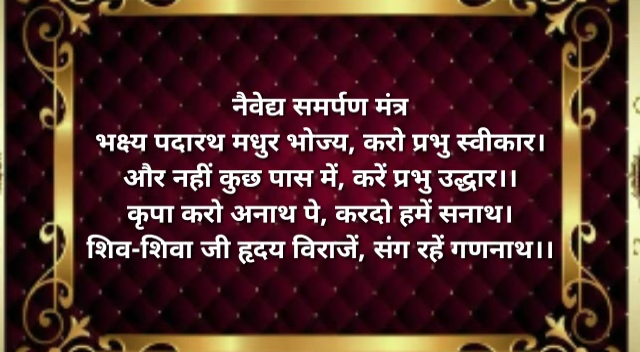 नैवेद्य समर्पण मंत्र
भक्ष्य पदारथ मधुर भोज्य, करो प्रभु स्वीकार।
और नहीं कुछ पास में, करें प्रभु उद्धार।।
कृपा करो अनाथ पे, करदो हमें सनाथ।
शिव-शिवा जी हृदय विराजें, संग रहें गणनाथ।।